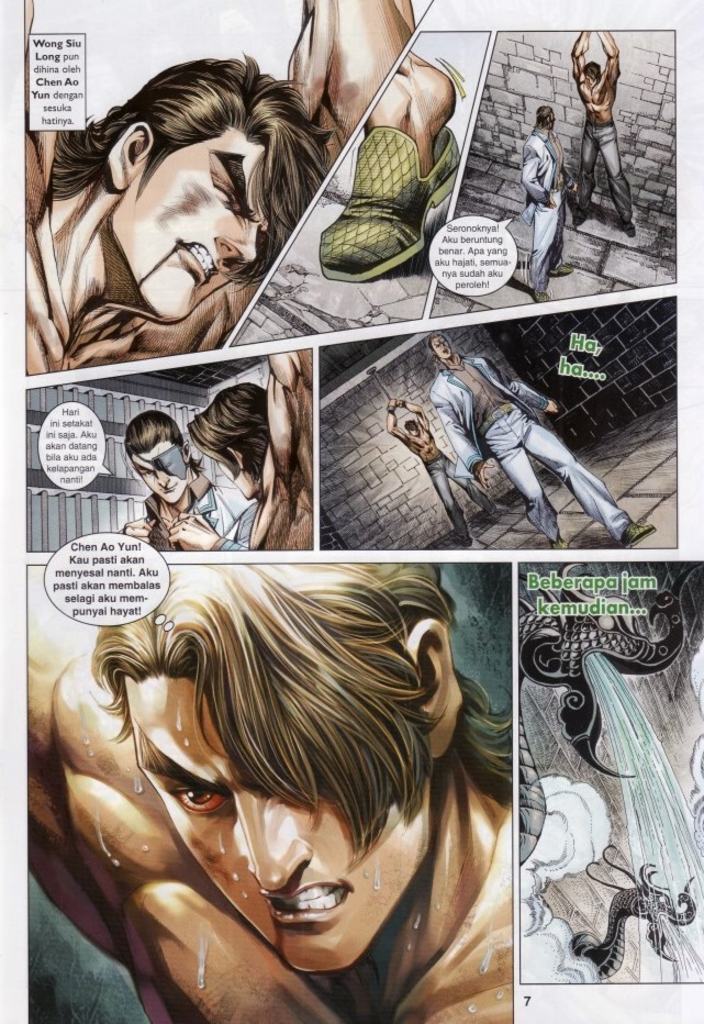 Wong Siu
Long pun
dihina oleh
Chen Ao
Yun dengan
sesuka
hatinya.
Seronoknya!
Aku beruntung
benar. Apa yang
aku hajati, semua-
nya sudah aku
peroleh!
Hari
ini setakat
ini saja. Aku
akan datang
bila aku ada
kelapangan
nanti!
Ha,
ha....
Chen Ao Yun!
Kau pasti akan
menyesal nanti. Aku
pasti akan membalas
selagi aku mem-
punyai hayat!
Beberapa jam
kemudian...
7